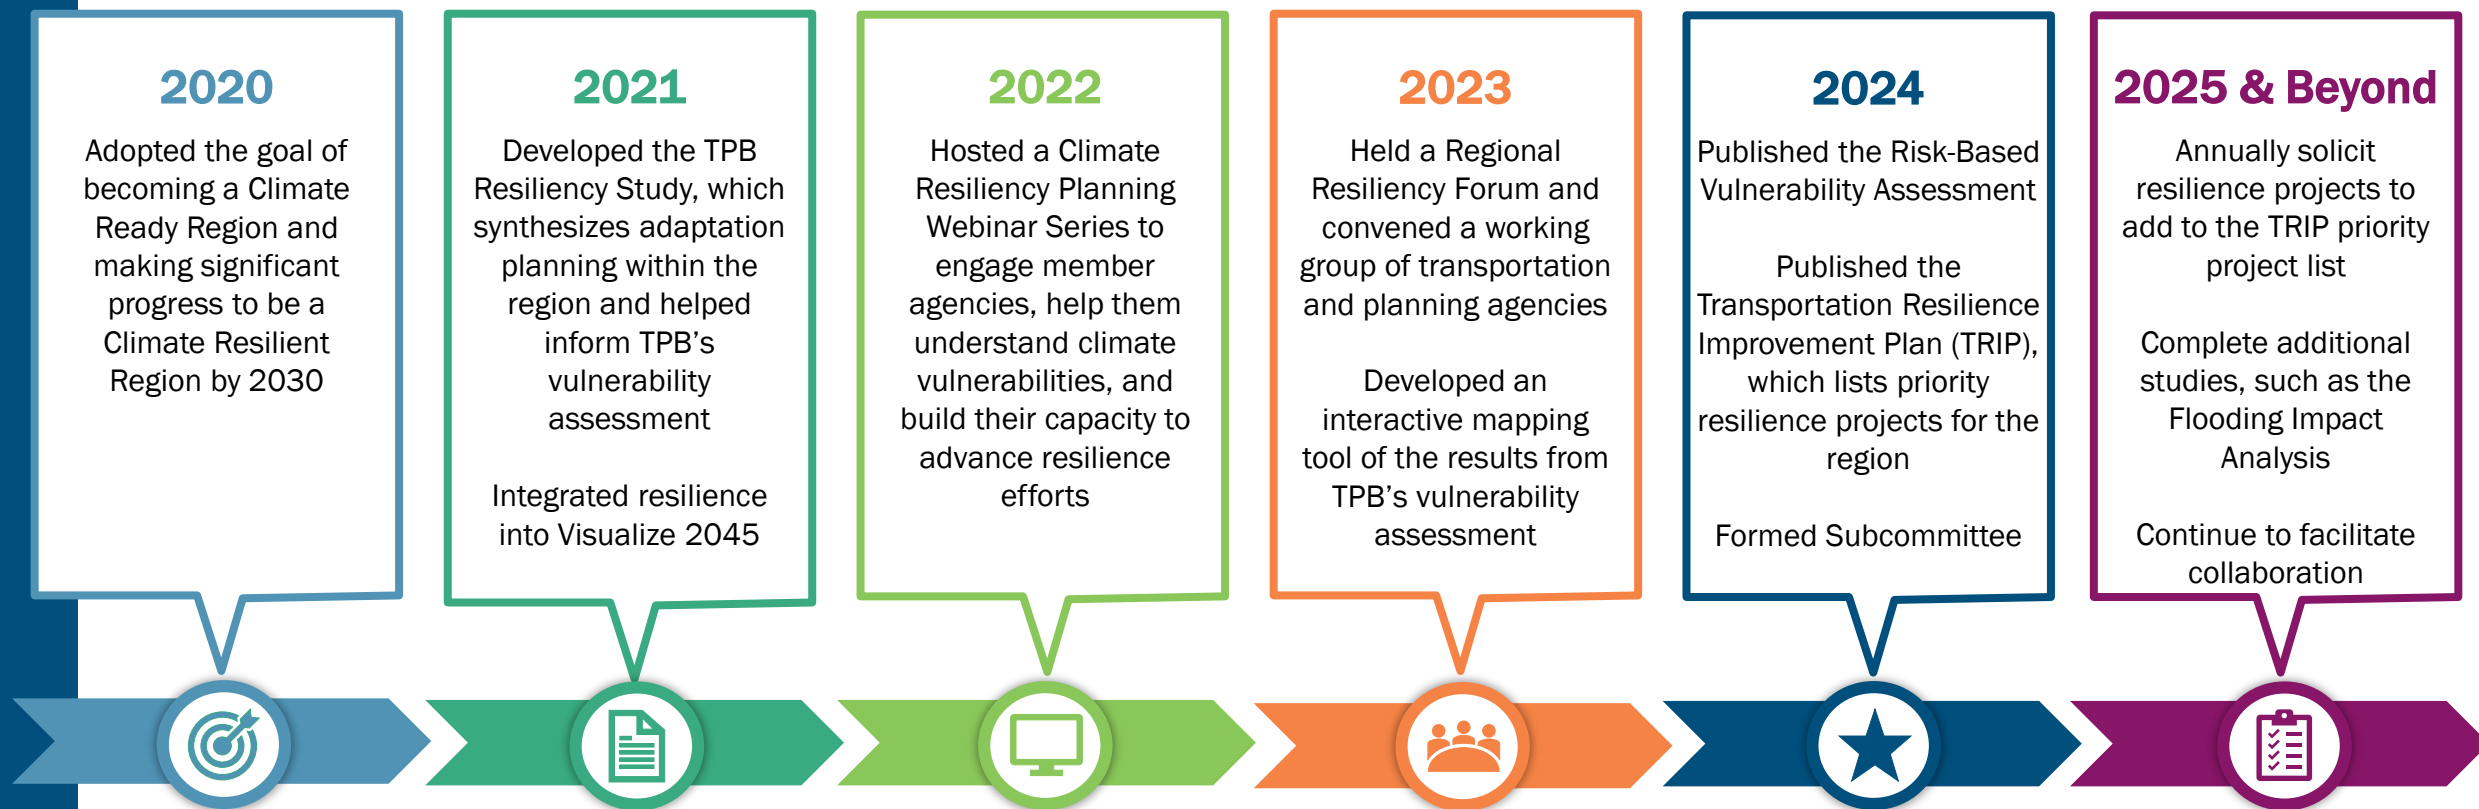 2020
Adopted the goal of
becoming a Climate
Ready Region and
making significant
progress to be a
Climate Resilient
Region by 2030
2021
Developed the TPB
Resiliency Study, which
synthesizes adaptation
planning within the
region and helped
inform TPB’s
vulnerability
assessment
Integrated resilience
into Visualize 2045
2022
Hosted a Climate
Resiliency Planning
Webinar Series to
engage member
agencies, help them
understand climate
vulnerabilities, and
build their capacity to
advance resilience
efforts
2023
Held a Regional
Resiliency Forum and
convened a working
group of transportation
and planning agencies
Developed an
interactive mapping
tool of the results from
TPB’s vulnerability
assessment
2024
Published the Risk-Based
Vulnerability Assessment
Published the
Transportation Resilience
Improvement Plan (TRIP),
which lists priority
resilience projects for the
region
Formed Subcommittee
2025 & Beyond
Annually solicit
resilience projects to
add to the TRIP priority
project list
Complete additional
studies, such as the
Flooding Impact
Analysis
Continue to facilitate
collaboration